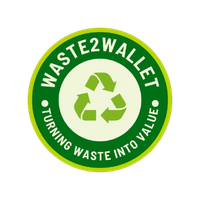 WASTE2WALLET
• TURNING WASTE INTO VALUE •